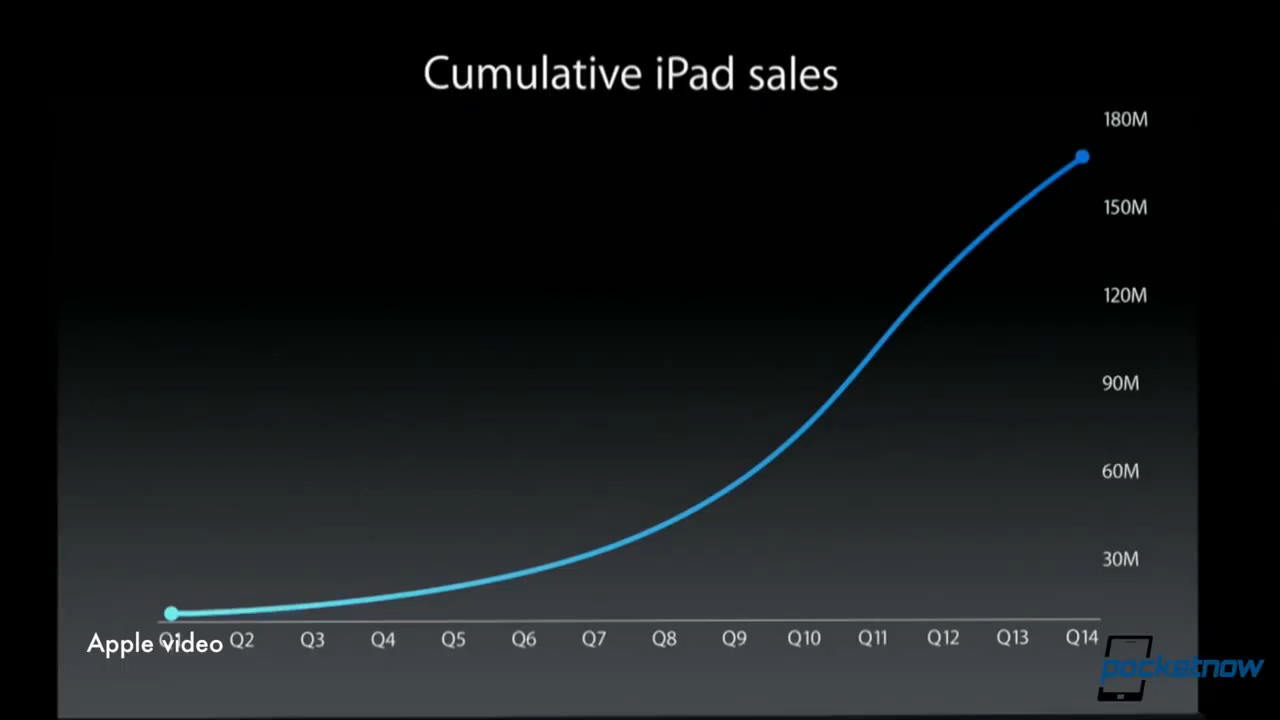 Cumulative iPad sales
180M
150M
120M
90M
60M
30M
Q1 Q2 Q3 Q4 Q5 Q6 Q7 Q8 Q9 Q10 Q11 Q12 Q13 Q14
Apple video
pocketnow